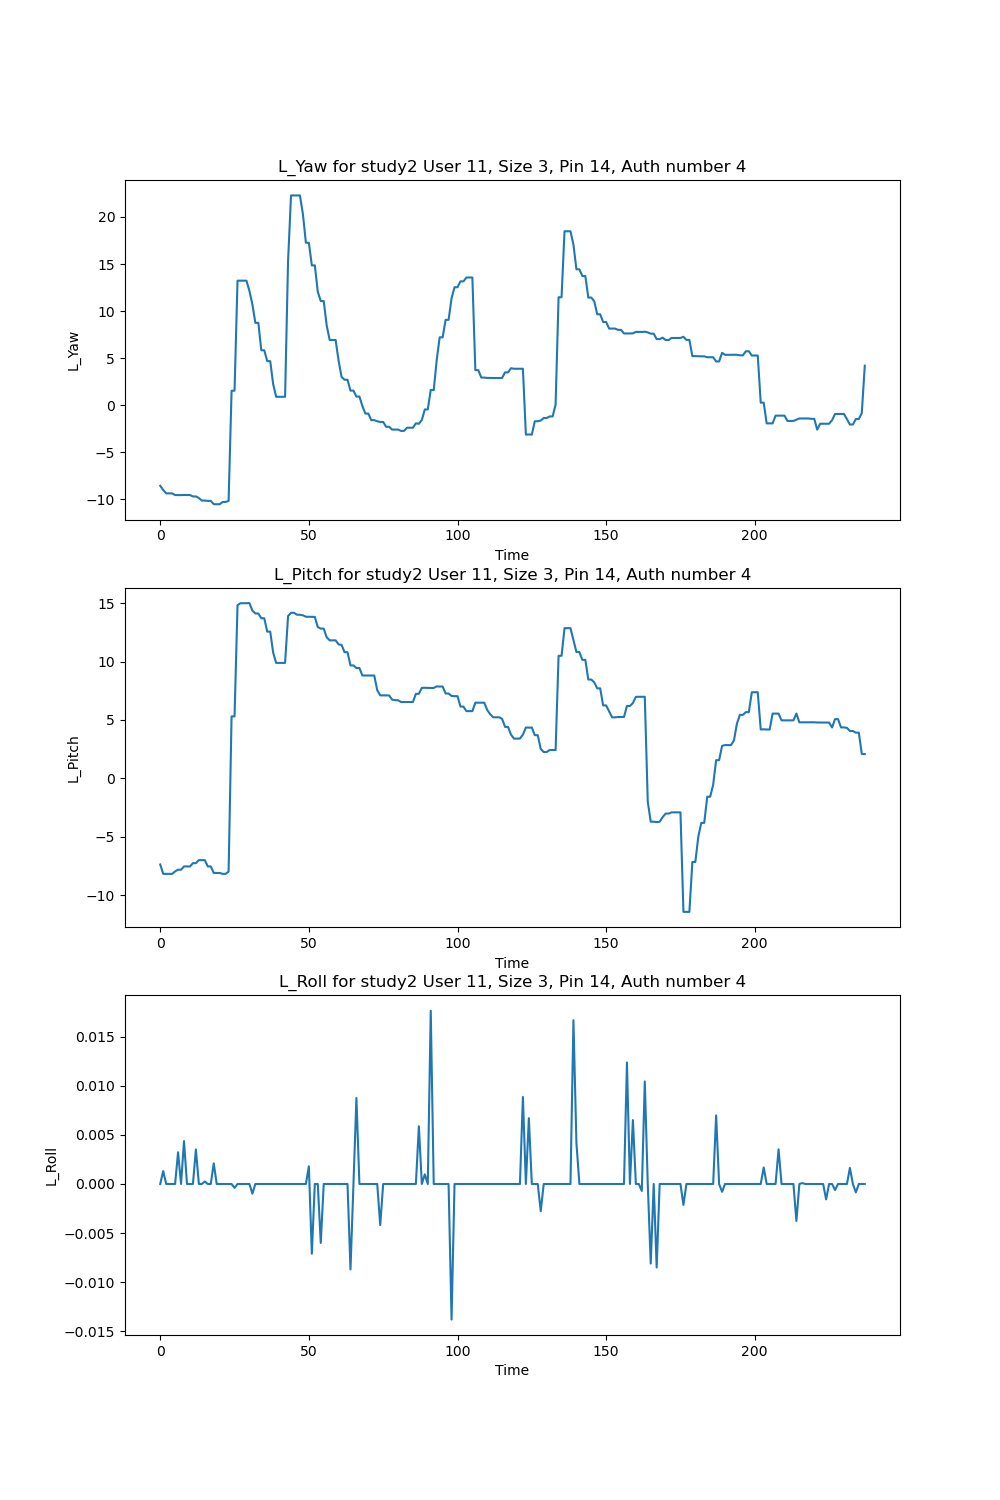 L_Yaw for study2 User 11, Size 3, Pin 14, Auth number 4
20
15
10
5
0
−5
−10
L_Yaw
0 50 100 150 200
Time
L_Pitch for study2 User 11, Size 3, Pin 14, Auth number 4
15
10
5
0
−5
−10
L_Pitch
0 50 100 150 200
Time
L_Roll for study2 User 11, Size 3, Pin 14, Auth number 4
0.015
0.010
0.005
0.000
−0.005
−0.010
−0.015
L_Roll
0 50 100 150 200
Time